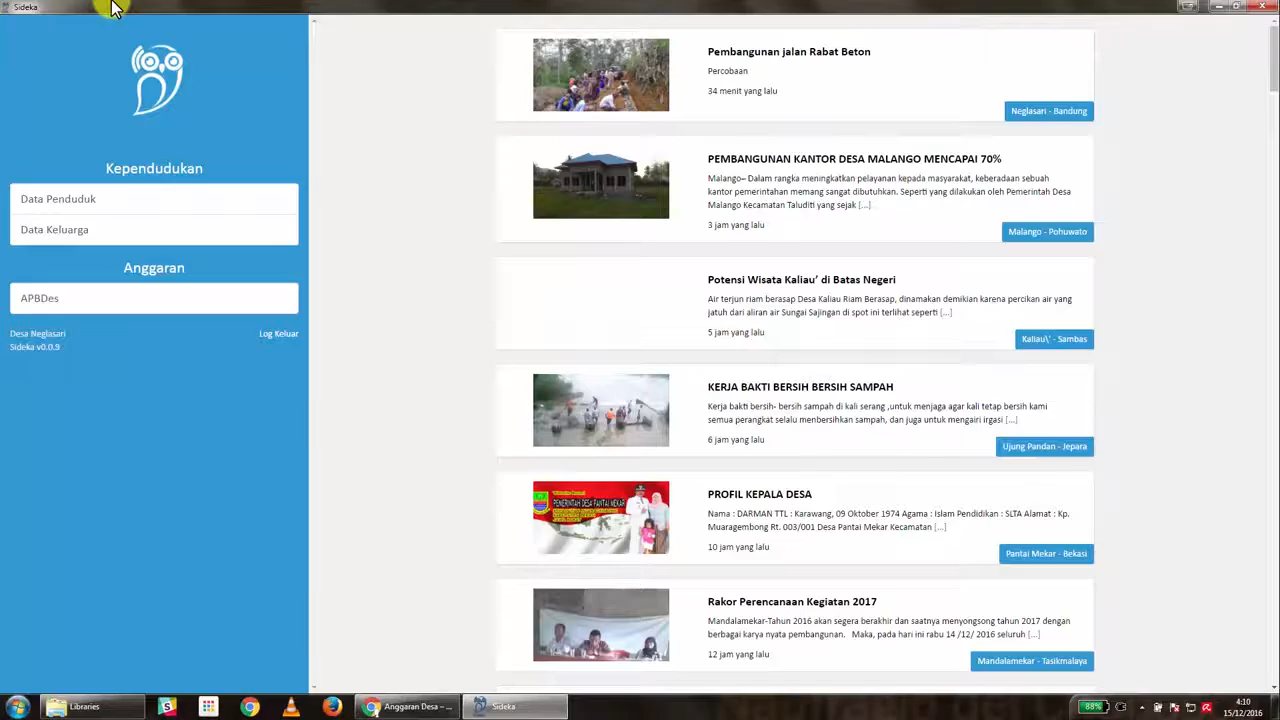 Sideka
Kependudukan
Data Penduduk
Data Keluarga
Anggaran
APBDes
Desa Neglasari
Log Keluar
Sideka v0.0.9
Pembangunan jalan Rabat Beton
Percobaan
34 menit yang lalu
Neglasari - Bandung
PEMBANGUNAN KANTOR DESA MALANGO MENCAPAI 70%
Malango– Dalam rangka meningkatkan pelayanan kepada masyarakat, keberadaan sebuah
kantor pemerintahan memang sangat dibutuhkan. Seperti yang dilakukan oleh Pemerintah Desa
Malango Kecamatan Taluditi yang sejak [...]
3 jam yang lalu
Malango - Pohuwato
Potensi Wisata Kaliau’ di Batas Negeri
Air terjun riam berasap Desa Kaliau Riam Berasap, dinamakan demikian karena percikan air yang
jatuh dari aliran air Sungai Sajingan di spot ini terlihat seperti [...]
5 jam yang lalu
Kaliau\' - Sambas
KERJA BAKTI BERSIH BERSIH SAMPAH
Kerja bakti bersih- bersih sampah di kali serang ,untuk menjaga agar kali tetap bersih kami
semua perangkat selalu membersihkan sampah, dan juga untuk mengairi irgasi [...]
6 jam yang lalu
Ujung Pandan - Jepara
PROFIL KEPALA DESA
Nama : DARMAN TTL : Karawang, 09 Oktober 1974 Agama : Islam Pendidikan : SLTA Alamat : Kp.
Muaragembong Rt. 003/001 Desa Pantai Mekar Kecamatan [...]
10 jam yang lalu
Pantai Mekar - Bekasi
PEMERINTAH DESA PANTAI MEKAR
Rakor Perencanaan Kegiatan 2017
Mandalamekar-Tahun 2016 akan segera berakhir dan saatnya menyongsong tahun 2017 dengan
berbagai karya nyata pembangunan. Maka, pada hari ini rabu 14 /12/ 2016 seluruh [...]
12 jam yang lalu
Mandalamekar - Tasikmalaya
Libraries
Anggaran Desa – ...
Sideka
88%
4:10
15/12/2016